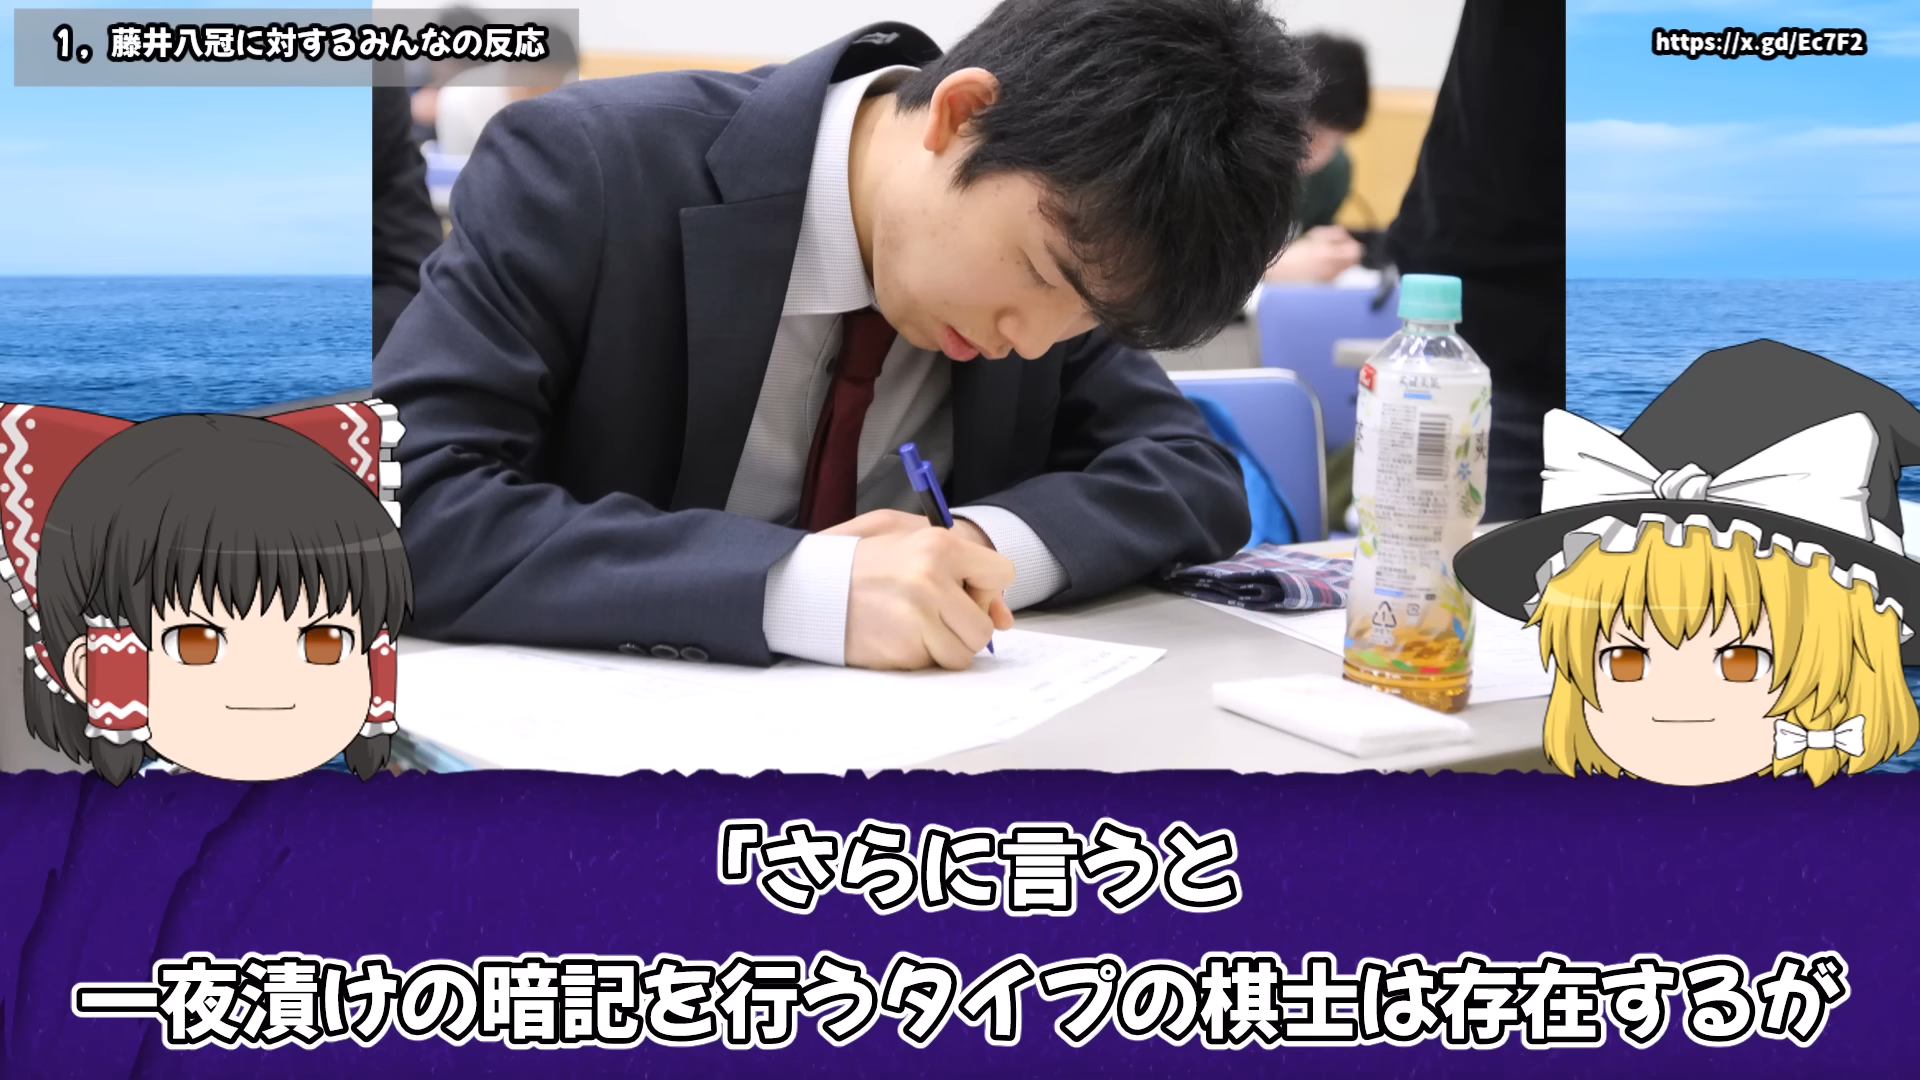 1，藤井八冠に対するみんなの反応
https://x.gd/Ec7F2
「さらに言うと
一夜漬けの暗記を行うタイプの棋士は存在するが